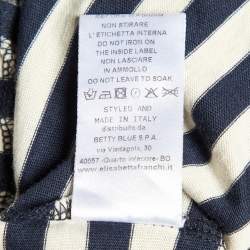 NON STIRARE
L'ETICHETTA INTERNA
DO NOT IRON ON
THE INSIDE LABEL
NON LASCIARE
IN AMMOLLO
DO NOT LEAVE TO SOAK
STYLED AND
MADE IN ITALY
distribuito da
BETTY BLUE S.P.A.
via Viadagola, 30
40057 - Quarto Inferiore - BO
www.elisabettafranchi.it